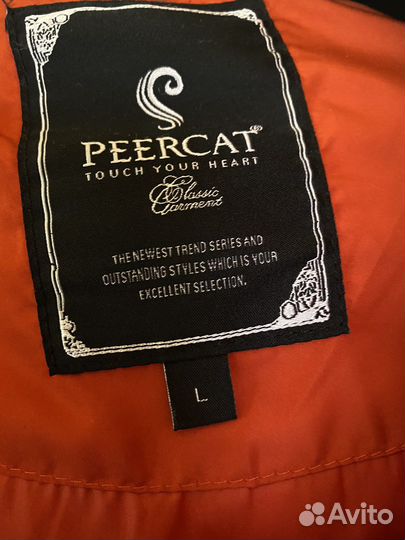 PEERCAT®
TOUCH YOUR HEART
Classic
Garment
THE NEWEST TREND SERIES AND
OUTSTANDING STYLES WHICH IS YOUR
EXCELLENT SELECTION.
L
Avito